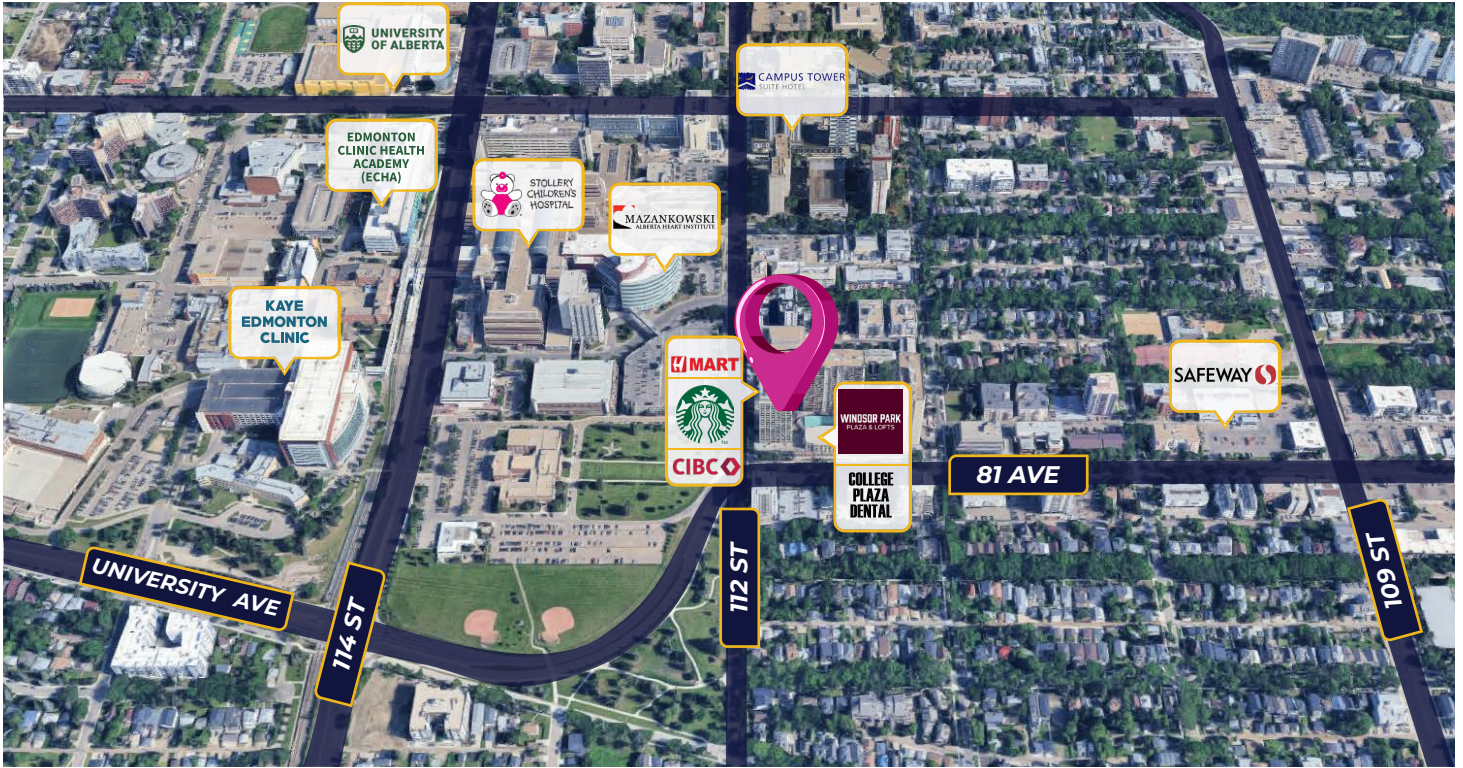 UNIVERSITY
OF ALBERTA
CAMPUS TOWER
SUITE HOTEL
EDMONTON
CLINIC HEALTH
ACADEMY
(ECHA)
STOLLERY
CHILDREN'S
HOSPITAL
MAZANKOWSKI
ALBERTA HEART INSTITUTE
KAYE
EDMONTON
CLINIC
H MART
CIBC
WINDSOR PARK
PLAZA & LOFTS
COLLEGE
PLAZA
DENTAL
SAFEWAY
81 AVE
UNIVERSITY AVE
114 ST
112 ST
109 ST